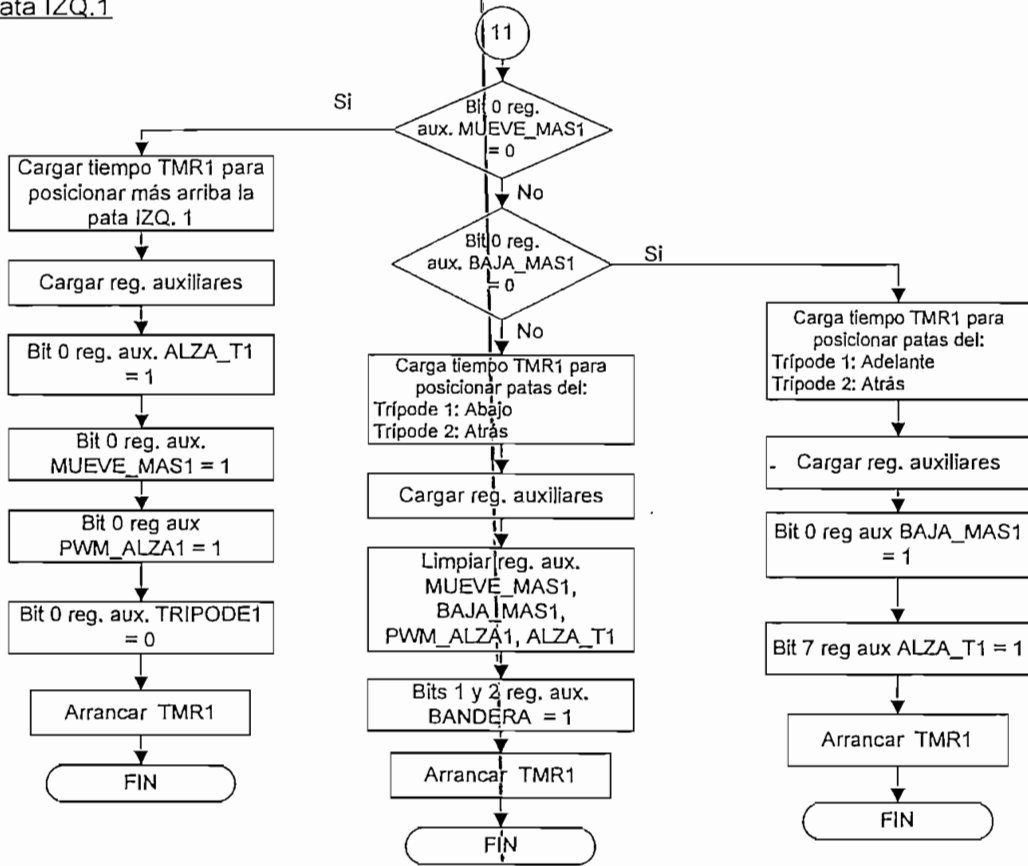 ata IZQ.1
11
Bit 0 reg.
aux. MUEVE_MAS1
= 0
Si
No
Cargar tiempo TMR1 para
posicionar más arriba la
pata IZQ. 1
Cargar reg. auxiliares
Bit 0 reg. aux. ALZA_T1
= 1
Bit 0 reg. aux.
MUEVE_MAS1 = 1
Bit 0 reg aux
PWM_ALZA1 = 1
Bit 0 reg. aux. TRIPODE1
= 0
Arrancar TMR1
FIN
Bit 0 reg.
aux. BAJA_MAS1
= 0
Si
No
Carga tiempo TMR1 para
posicionar patas del:
Trípode 1: Abajo
Trípode 2: Atrás
Cargar reg. auxiliares
Limpiar reg. aux.
MUEVE_MAS1,
BAJA_MAS1,
PWM_ALZA1, ALZA_T1
Bits 1 y 2 reg. aux.
BANDERA = 1
Arrancar TMR1
FIN
Carga tiempo TMR1 para
posicionar patas del:
Trípode 1: Adelante
Trípode 2: Atrás
Cargar reg. auxiliares
Bit 0 reg aux BAJA_MAS1
= 1
Bit 7 reg aux ALZA_T1 = 1
Arrancar TMR1
FIN